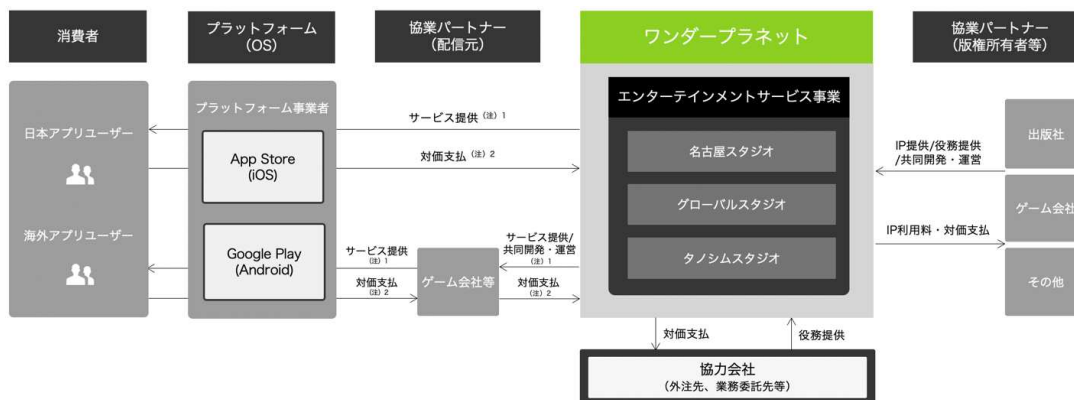 消費者
プラットフォーム
(OS)
協業パートナー
(配信元)
ワンダープラネット
協業パートナー
(版権所有者等)
プラットフォーム事業者
日本アプリユーザー
海外アプリユーザー
App Store
(iOS)
Google Play
(Android)
サービス提供(注)1
対価支払(注)2
サービス提供
(注)1
対価支払
(注)2
ゲーム会社等
サービス提供/
共同開発・運営
(注)1
対価支払
(注)2
エンターテインメントサービス事業
名古屋スタジオ
グローバルスタジオ
タノシムスタジオ
IP提供/役務提供
/共同開発・運営
IP利用料・対価支払
出版社
ゲーム会社
その他
対価支払
役務提供
協力会社
(外注先、業務委託先等)